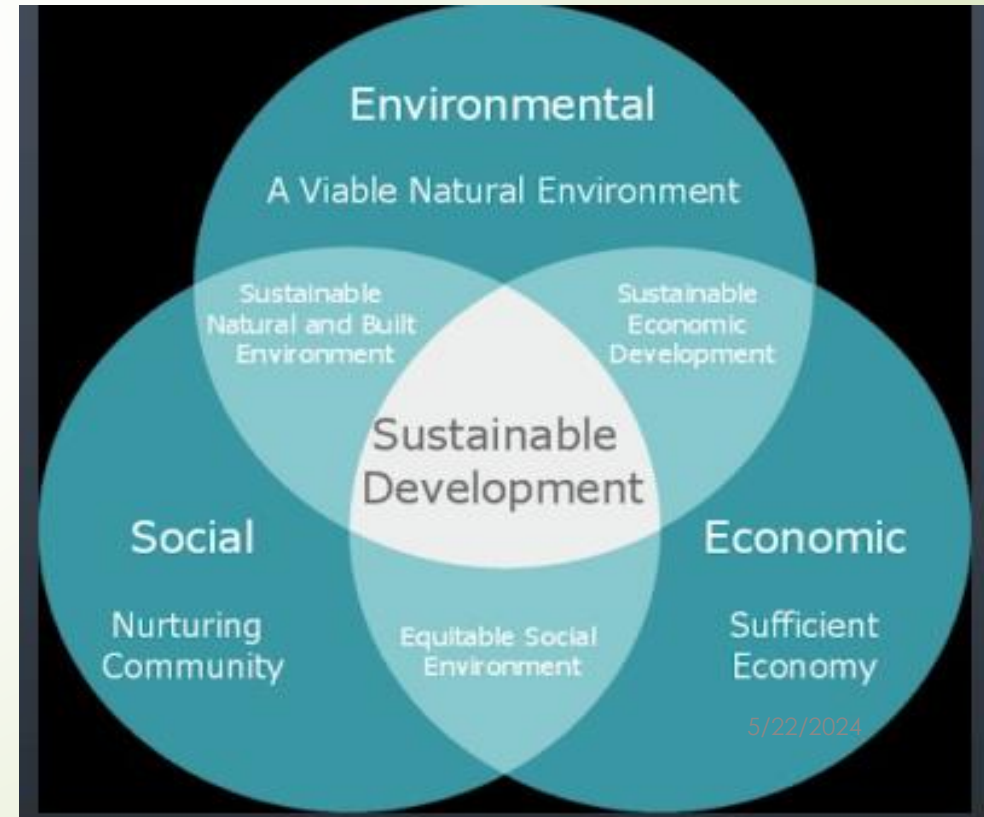 Environmental
A Viable Natural Environment
Sustainable
Natural and Built
Environment
Sustainable
Economic
Development
Sustainable
Development
Social
Nurturing
Community
Economic
Sufficient
Economy
Equitable Social
Environment
5/22/2024